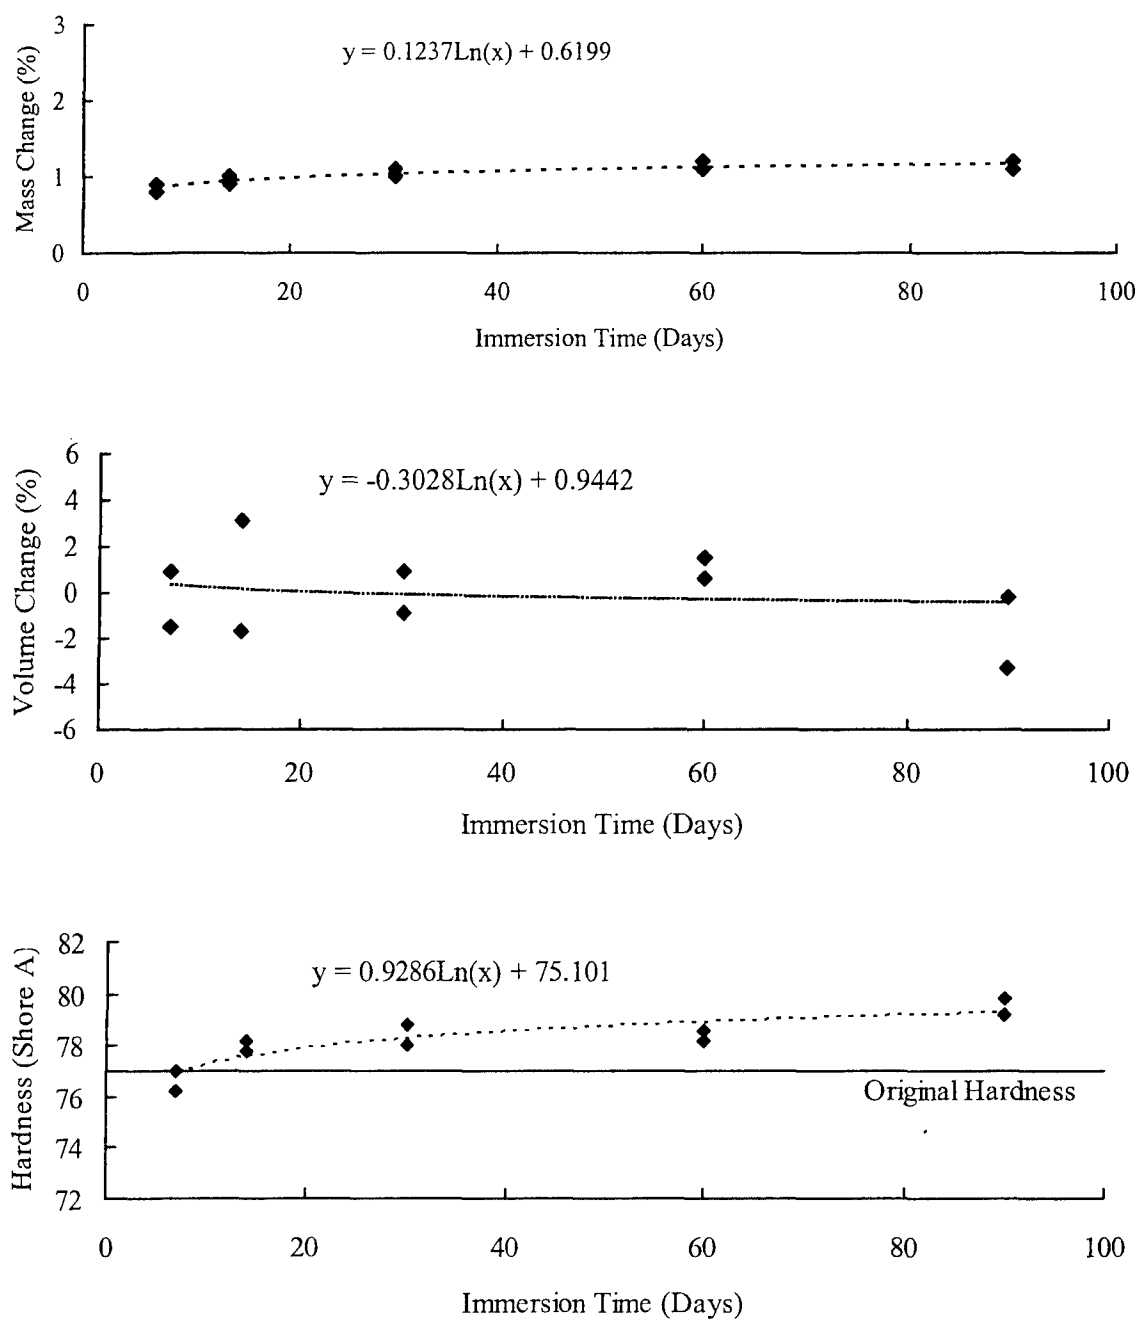 y = 0.1237Ln(x) + 0.6199
Mass Change (%)
3
2
1
0
0 20 40 60 80 100
Immersion Time (Days)
y = -0.3028Ln(x) + 0.9442
Volume Change (%)
6
4
2
0
-2
-4
-6
0 20 40 60 80 100
Immersion Time (Days)
y = 0.9286Ln(x) + 75.101
Hardness (Shore A)
82
80
78
76
74
72
Original Hardness
0 20 40 60 80 100
Immersion Time (Days)